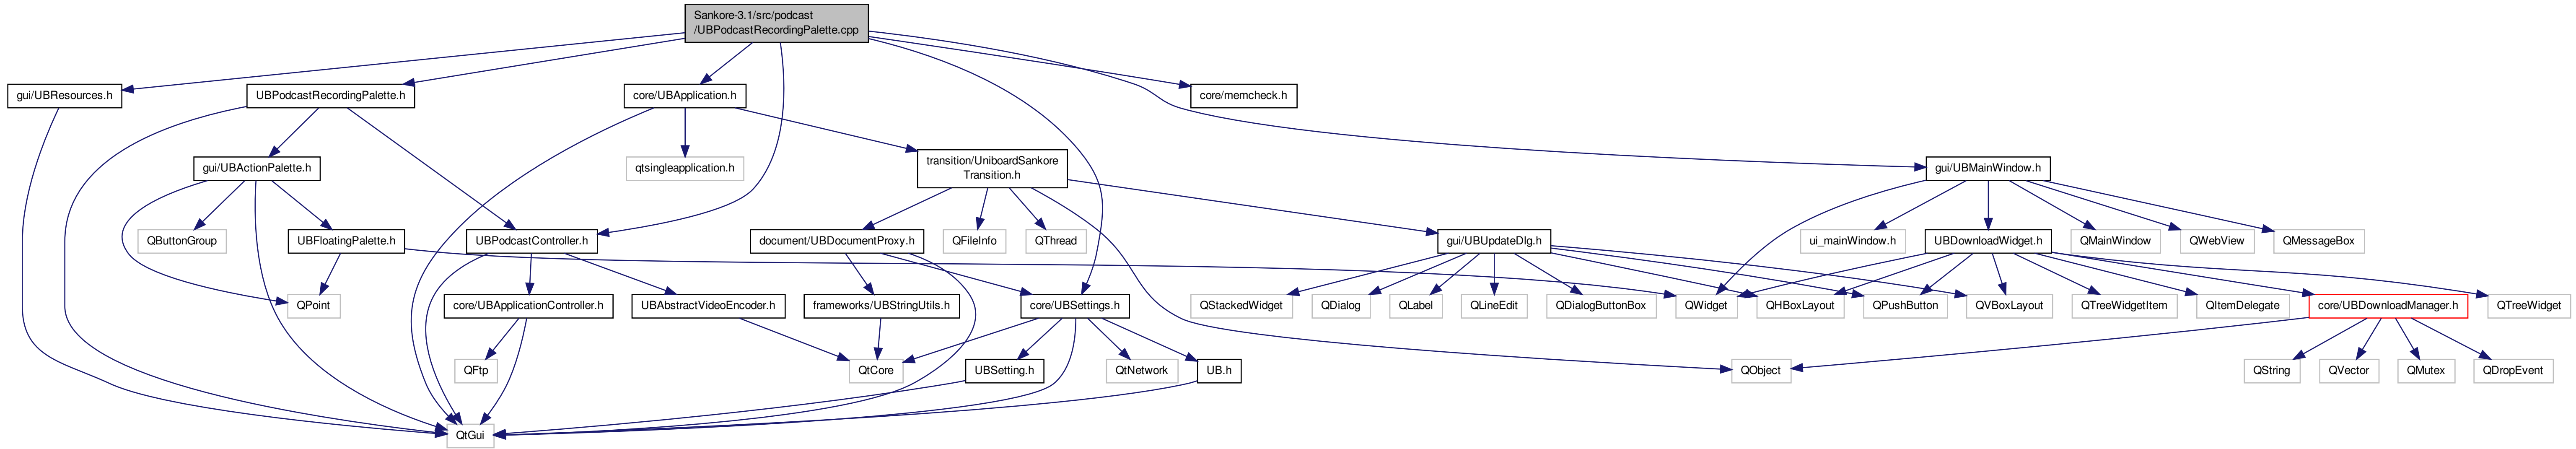 Sankore-3.1/src/podcast
/UBPodcastRecordingPalette.cpp
gui/UBResources.h
UBPodcastRecordingPalette.h
core/UBApplication.h
core/memcheck.h
gui/UBActionPalette.h
qtsingleapplication.h
transition/UniboardSankore
Transition.h
gui/UBMainWindow.h
QButtonGroup
UBFloatingPalette.h
UBPodcastController.h
document/UBDocumentProxy.h
QFileInfo
QThread
gui/UBUpdateDlg.h
ui_mainWindow.h
UBDownloadWidget.h
QMainWindow
QWebView
QMessageBox
QPoint
core/UBApplicationController.h
UBAbstractVideoEncoder.h
frameworks/UBStringUtils.h
core/UBSettings.h
QStackedWidget
QDialog
QLabel
QLineEdit
QDialogButtonBox
QWidget
QHBoxLayout
QPushButton
QVBoxLayout
QTreeWidgetItem
QItemDelegate
core/UBDownloadManager.h
QTreeWidget
QFtp
QtCore
UBSetting.h
QtNetwork
UB.h
QObject
QString
QVector
QMutex
QDropEvent
QtGui